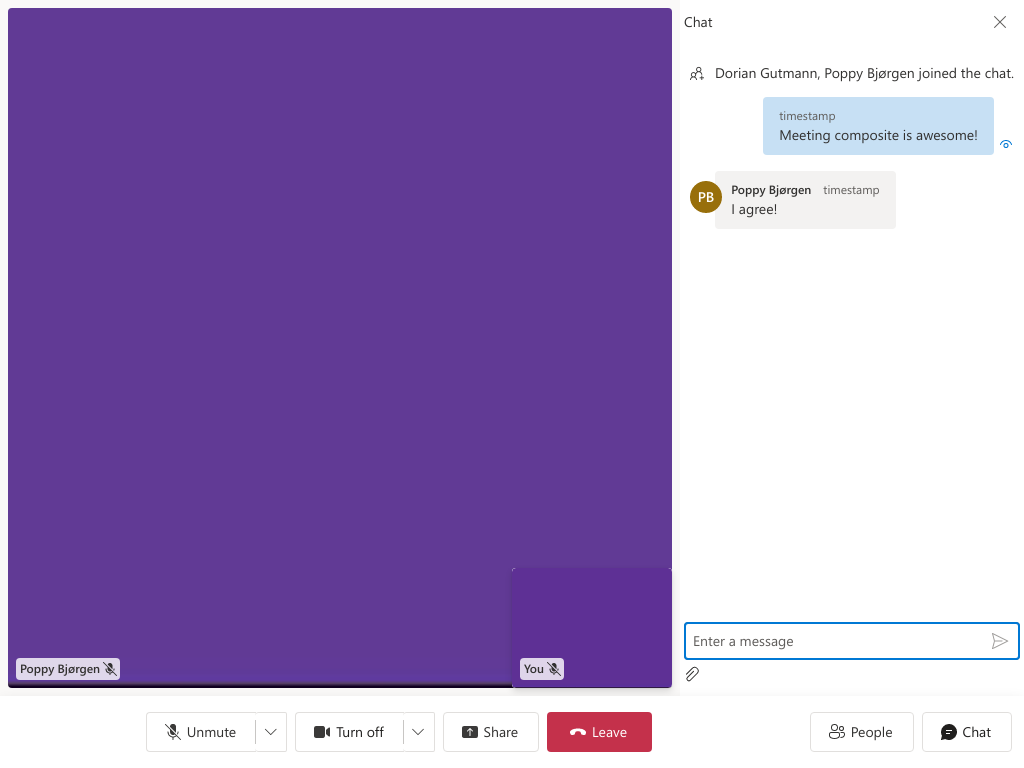 Chat
Dorian Gutmann, Poppy Bjørgen joined the chat.
timestamp
Meeting composite is awesome!
PB
Poppy Bjørgen timestamp
I agree!
Enter a message
Poppy Bjørgen
You
Unmute
Turn off
Share
Leave
People
Chat